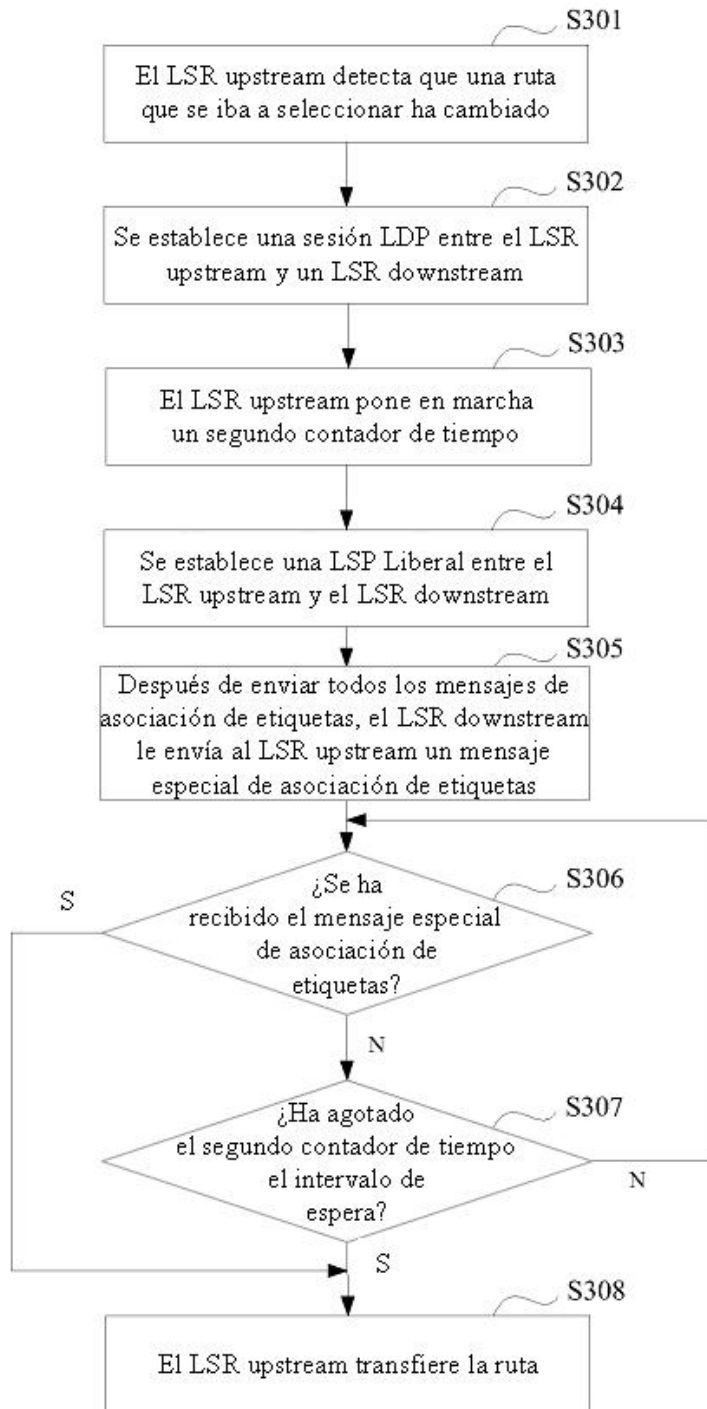 S301
El LSR upstream detecta que una ruta
que se iba a seleccionar ha cambiado
S302
Se establece una sesión LDP entre el LSR
upstream y un LSR downstream
S303
El LSR upstream pone en marcha
un segundo contador de tiempo
S304
Se establece una LSP Liberal entre el
LSR upstream y el LSR downstream
S305
Después de enviar todos los mensajes de
asociación de etiquetas, el LSR downstream
le envía al LSR upstream un mensaje
especial de asociación de etiquetas
S306
S
¿Se ha
recibido el mensaje especial
de asociación de
etiquetas?
N
S307
¿Ha agotado
el segundo contador de tiempo
el intervalo de
espera?
N
S
S308
El LSR upstream transfiere la ruta